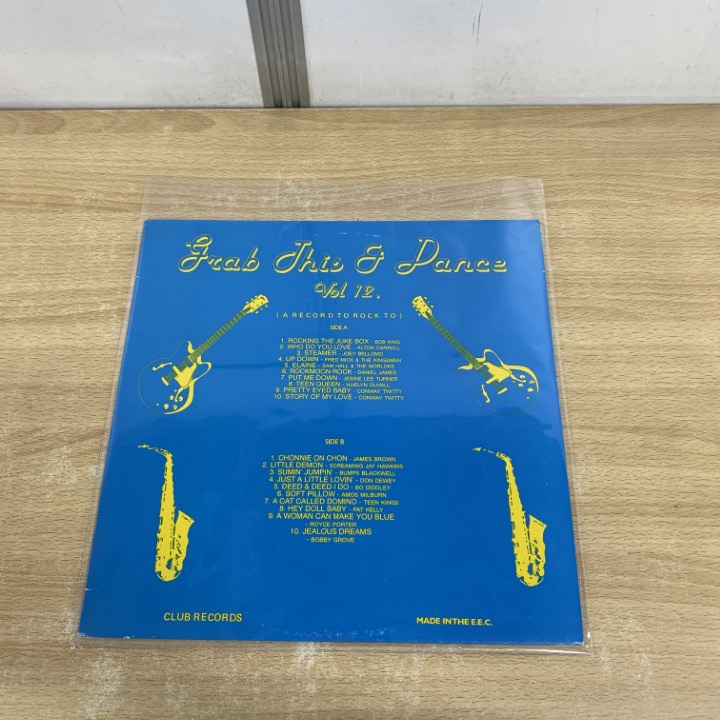 Grab This & Dance
Vol 12.
(A RECORD TO ROCK TO)
SIDE A
1. ROCKING THE JUKE BOX - BOB KING
2. WHO DO YOU LOVE - ALTON CARROLL
3. STEAMER - JOEY BELLOMO
4. UP DOWN - FRED MICK & THE KINGSMEN
5. ELAINE - SAM HALL & THE WORLOKS
6. ROCKMOON ROCK - DANIEL JAMES
7. PUT ME DOWN - JESSIE LEE TURNER
8. TEEN QUEEN - HUELYN DUVALL
9. PRETTY EYED BABY - CONWAY TWITTY
10. STORY OF MY LOVE - CONWAY TWITTY
SIDE B
1. CHONNIE ON CHON - JAMES BROWN
2. LITTLE DEMON - SCREAMING JAY HAWKINS
3. SUMIN' JUMPIN' - BUMPS BLACKWELL
4. JUST A LITTLE LOVIN' - DON DEWEY
5. DEED & DEED I DO - BO DIDDLEY
6. SOFT PILLOW - AMOS MILBURN
7. A CAT CALLED DOMINO - TEEN KINGS
8. HEY DOLL BABY - PAT KELLY
9. A WOMAN CAN MAKE YOU BLUE
- ROYCE PORTER
10. JEALOUS DREAMS
- BOBBY GROVE
CLUB RECORDS
MADE IN THE E.E.C.